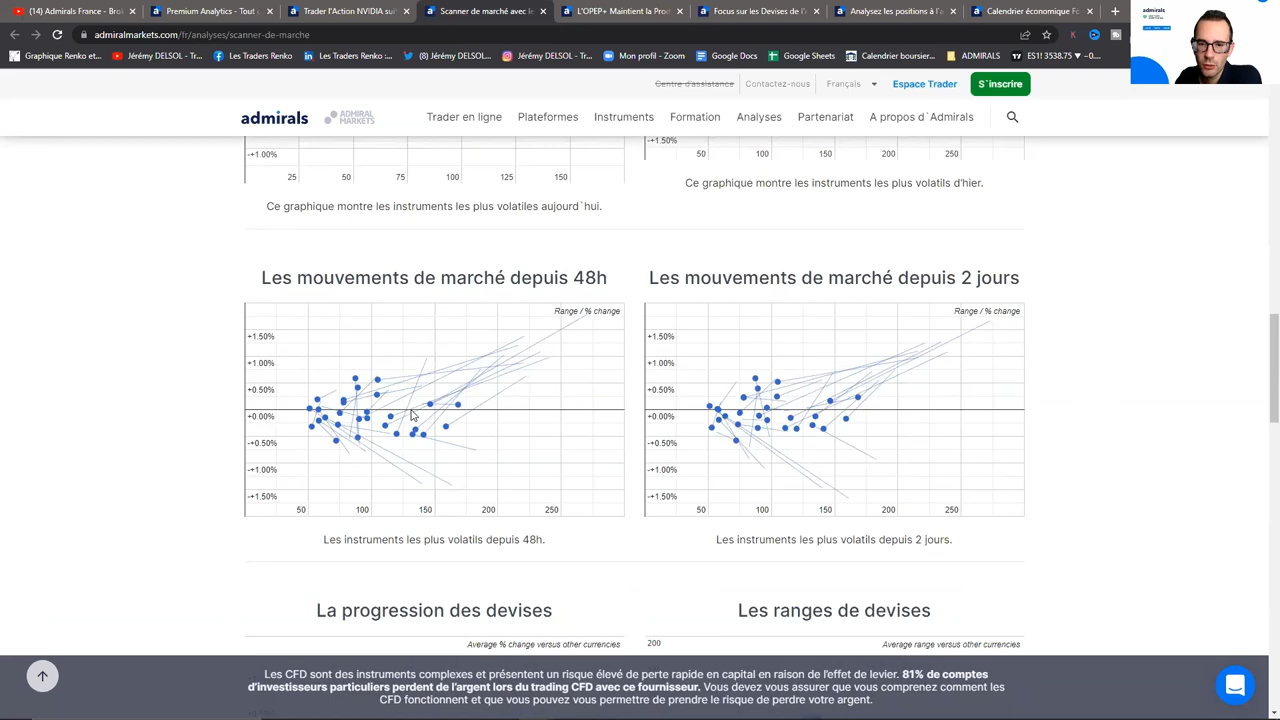 (14) Admirals France - Brok
Premium Analytics - Tout
Trader l'Action NVIDIA sui
Scanner de marché avec le
L'OPEP+ Maintient la Prod
Focus sur les Devises de l'
Analysez les positions à l'a
Calendrier économique Fo
admiralmarkets.com/fr/analyses/scanner-de-marche
Graphique Renko et...
Jérémy DELSOL...
Les Traders Renko...
Les Traders Renko :...
(8) Jérémy DELSOL...
Jérémy DELSOL...
Mon profil - Zoom
Google Docs
Google Sheets
Calendrier boursier...
ADMIRALS
ES1! 3538.75 ▼ −0....
admirals
Centre d'assistance
Contactez-nous
Français
Espace Trader
S`inscrire
admirals
ADMIRAL MARKETS
Trader en ligne
Plateformes
Instruments
Formation
Analyses
Partenariat
A propos d`Admirals
-+1.00%
25 50 75 100 125 150
Ce graphique montre les instruments les plus volatiles aujourd`hui.
-+1.50%
50 100 150 200 250
Ce graphique montre les instruments les plus volatils d'hier.
Les mouvements de marché depuis 48h
Range / % change
+1.50%
+1.00%
+0.50%
+0.00%
-+0.50%
-+1.00%
-+1.50%
50 100 150 200 250
Les instruments les plus volatils depuis 48h.
Les mouvements de marché depuis 2 jours
Range / % change
+1.50%
+1.00%
+0.50%
+0.00%
-+0.50%
-+1.00%
-+1.50%
50 100 150 200 250
Les instruments les plus volatils depuis 2 jours.
La progression des devises
Average % change versus other currencies
Les ranges de devises
200
Average range versus other currencies
Les CFD sont des instruments complexes et présentent un risque élevé de perte rapide en capital en raison de l'effet de levier. 81% de comptes
d'investisseurs particuliers perdent de l'argent lors du trading CFD avec ce fournisseur. Vous devez vous assurer que vous comprenez comment les
CFD fonctionnent et que vous pouvez vous permettre de prendre le risque de perdre votre argent.